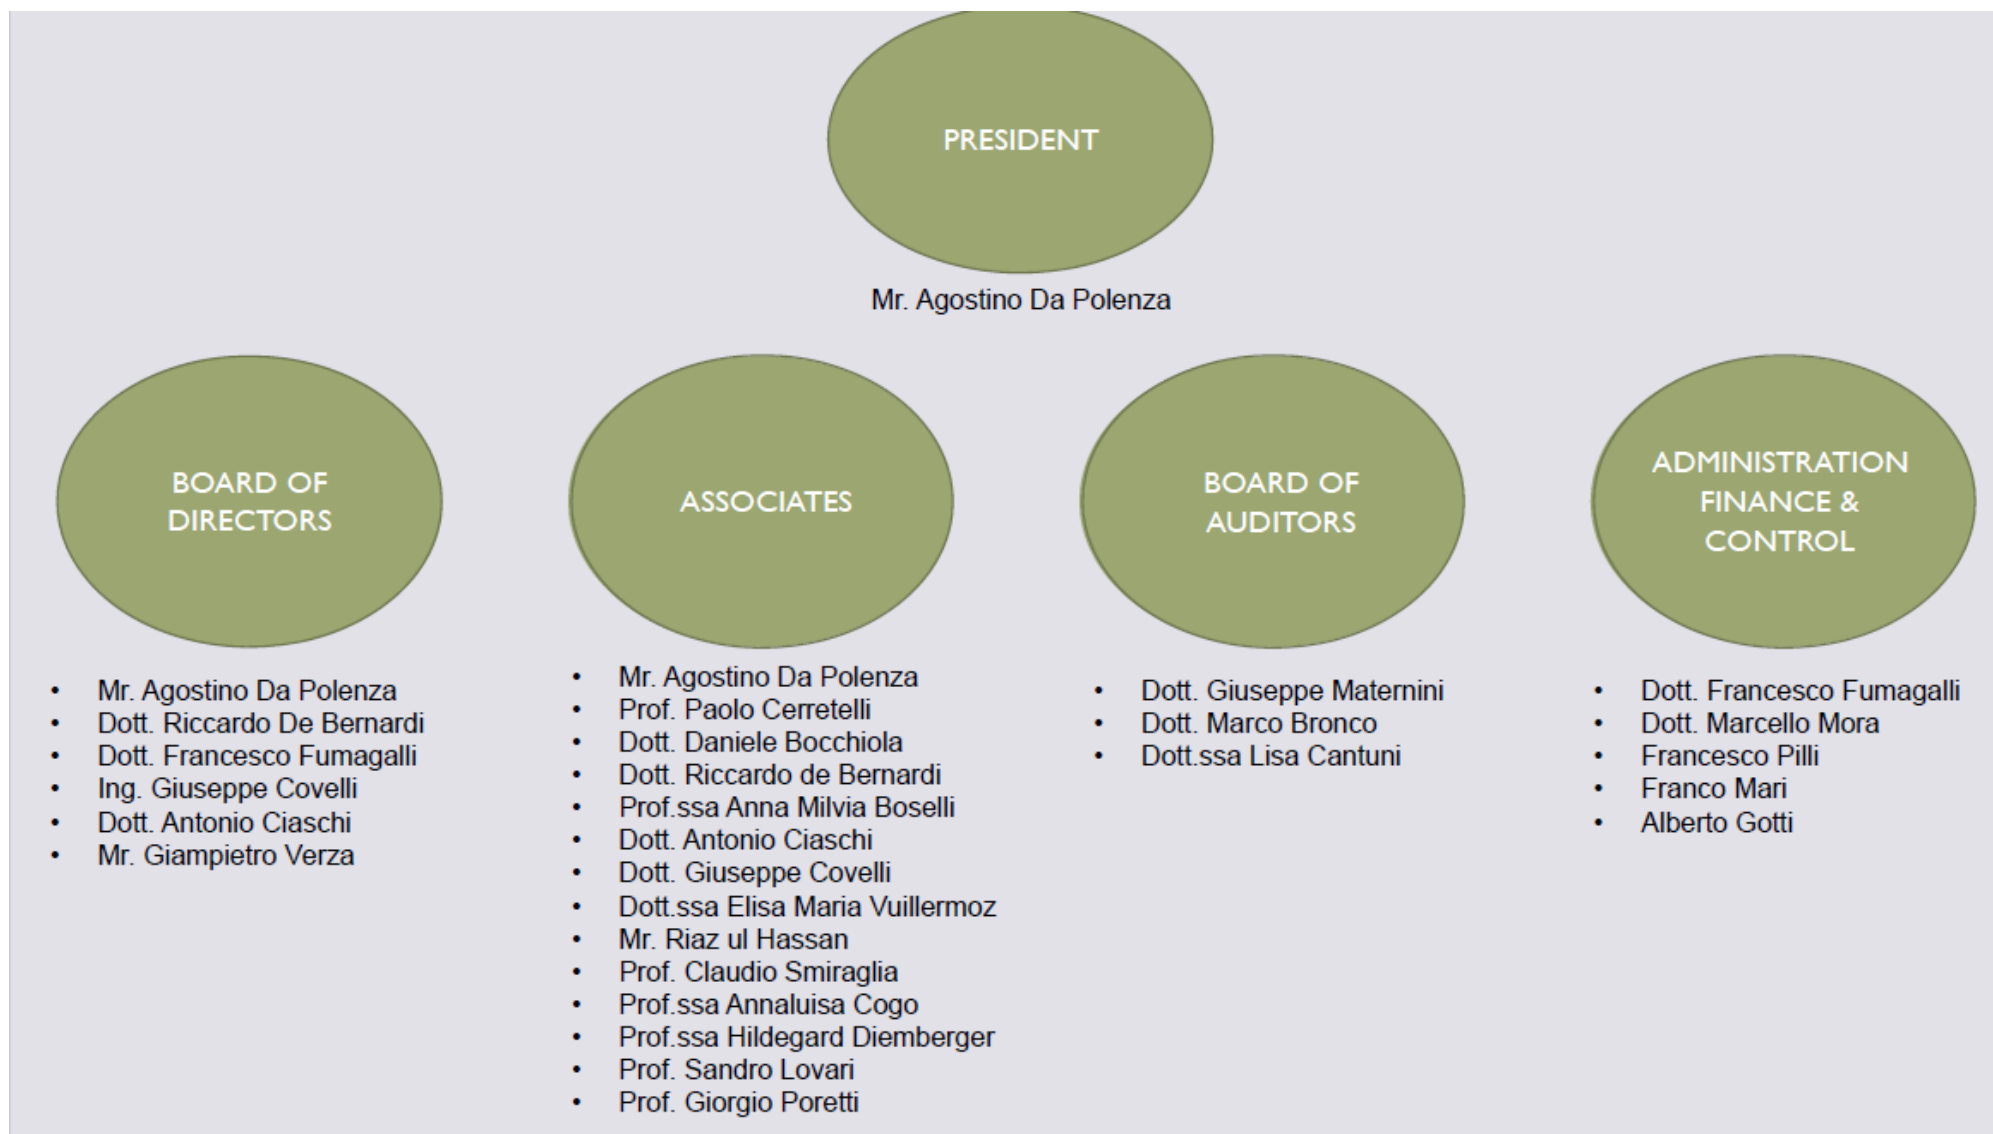 PRESIDENT
Mr. Agostino Da Polenza
BOARD OF
DIRECTORS
• Mr. Agostino Da Polenza
• Dott. Riccardo De Bernardi
• Dott. Francesco Fumagalli
• Ing. Giuseppe Covelli
• Dott. Antonio Ciaschi
• Mr. Giampietro Verza
ASSOCIATES
• Mr. Agostino Da Polenza
• Prof. Paolo Cerretelli
• Dott. Daniele Bocchiola
• Dott. Riccardo de Bernardi
• Prof.ssa Anna Milvia Boselli
• Dott. Antonio Ciaschi
• Dott. Giuseppe Covelli
• Dott.ssa Elisa Maria Vuillermoz
• Mr. Riaz ul Hassan
• Prof. Claudio Smiraglia
• Prof.ssa Annaluisa Cogo
• Prof.ssa Hildegard Diemberger
• Prof. Sandro Lovari
• Prof. Giorgio Poretti
BOARD OF
AUDITORS
• Dott. Giuseppe Maternini
• Dott. Marco Bronco
• Dott.ssa Lisa Cantuni
ADMINISTRATION
FINANCE &
CONTROL
• Dott. Francesco Fumagalli
• Dott. Marcello Mora
• Francesco Pilli
• Franco Mari
• Alberto Gotti